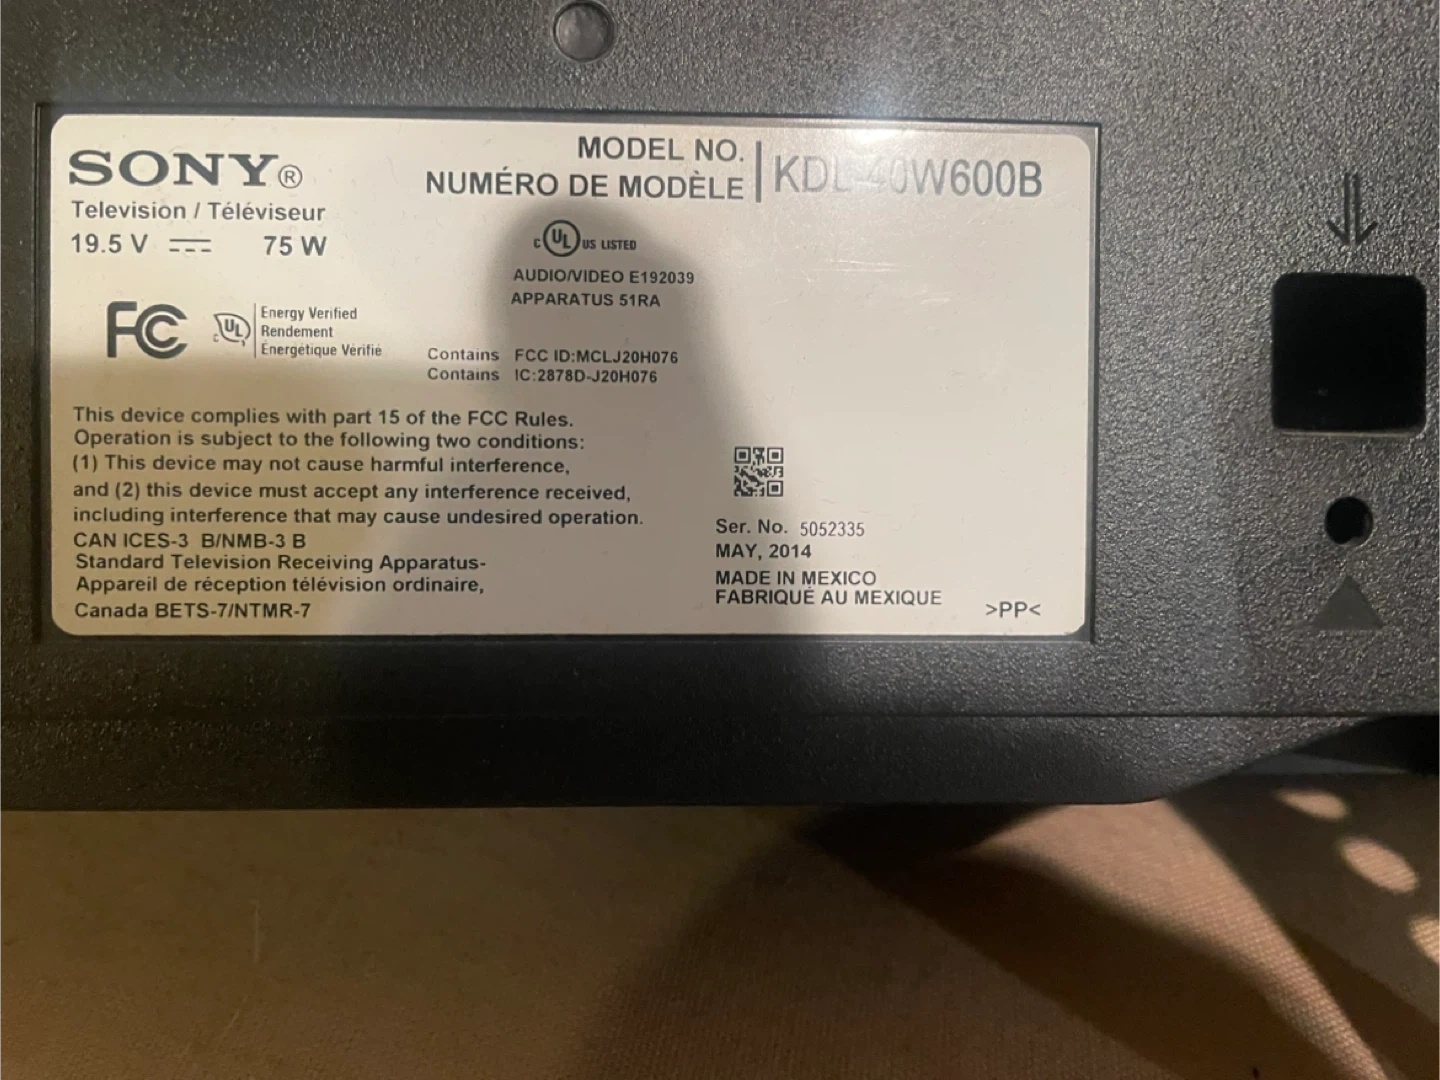 SONY®
Television / Téléviseur
19.5 V 75 W
MODEL NO.
NUMÉRO DE MODÈLE
KDL-40W600B
C UL US LISTED
AUDIO/VIDEO E192039
APPARATUS 51RA
FC
C UL
Energy Verified
Rendement
Énergétique Vérifié
Contains FCC ID:MCLJ20H076
Contains IC:2878D-J20H076
This device complies with part 15 of the FCC Rules.
Operation is subject to the following two conditions:
(1) This device may not cause harmful interference,
and (2) this device must accept any interference received,
including interference that may cause undesired operation.
CAN ICES-3 B/NMB-3 B
Standard Television Receiving Apparatus-
Appareil de réception télévision ordinaire,
Canada BETS-7/NTMR-7
Ser. No. 5052335
MAY, 2014
MADE IN MEXICO
FABRIQUÉ AU MEXIQUE
>PP<